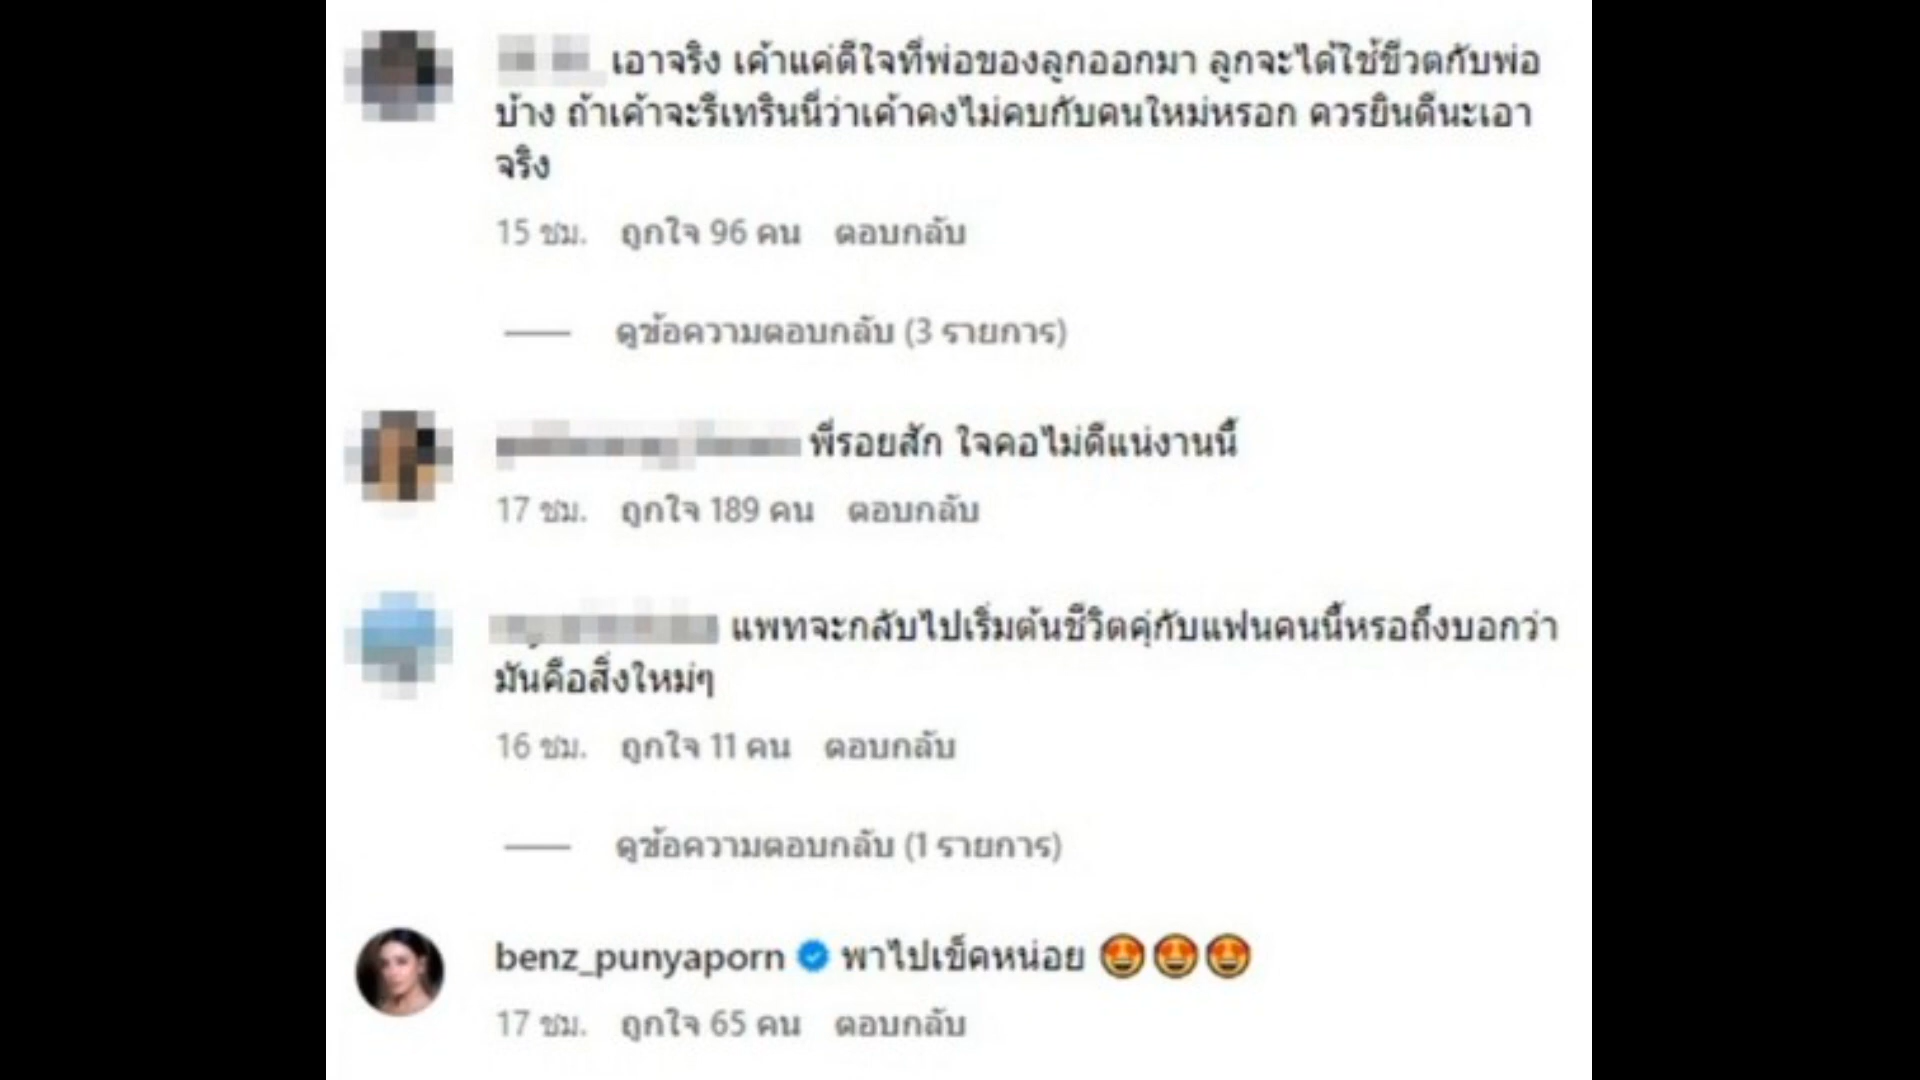 เอาจริง เค้าแค่ดีใจที่พ่อของลูกออกมา ลูกจะได้ใช้ชีวตกับพ่อ
บ้าง ถ้าเค้าจะรีเทรินนี่ว่าเค้าคงไม่คบกับคนใหม่หรอก ควรยินดีนะเอา
จริง
15 ชม. ถูกใจ 96 คน ตอบกลับ
ดูข้อความตอบกลับ (3 รายการ)
พี่รอยสัก ใจคอไม่ดีแน่งานนี้
17 ชม. ถูกใจ 189 คน ตอบกลับ
แพทจะกลับไปเริ่มต้นชีวิตคู่กับแฟนคนนี้หรอถึงบอกว่า
มันคือสิ่งใหม่ๆ
16 ชม. ถูกใจ 11 คน ตอบกลับ
ดูข้อความตอบกลับ (1 รายการ)
benz_punyaporn พาไปเช็คหน่อย 🤩🤩🤩
17 ชม. ถูกใจ 65 คน ตอบกลับ